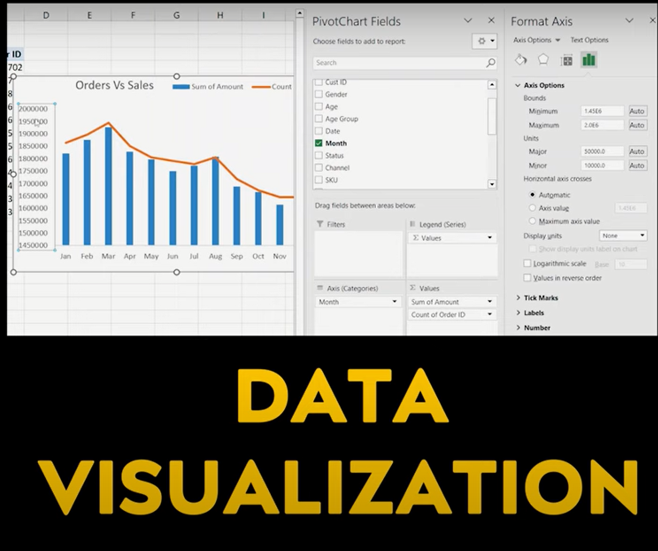 D E F G H I
r ID
702
Orders Vs Sales
Sum of Amount
Count
2000000
1950000
1900000
1850000
1800000
1750000
1700000
1650000
1600000
1550000
1500000
1450000
Jan Feb Mar Apr May Jun Jul Aug Sep Oct Nov
PivotChart Fields
Choose fields to add to report:
Search
Cust ID
Gender
Age
Age Group
Date
Month
Status
Channel
SKU
Drag fields between areas below:
Filters
Legend (Series)
Σ Values
Axis (Categories)
Σ Values
Month
Sum of Amount
Count of Order ID
Format Axis
Axis Options
Text Options
Axis Options
Bounds
Minimum 1.45E6 Auto
Maximum 2.0E6 Auto
Units
Major 50000.0 Auto
Minor 10000.0 Auto
Horizontal axis crosses
Automatic
Axis value 1.45E6
Maximum axis value
Display units None
Show display units label on chart
Logarithmic scale Base 10
Values in reverse order
Tick Marks
Labels
Number
DATA
VISUALIZATION